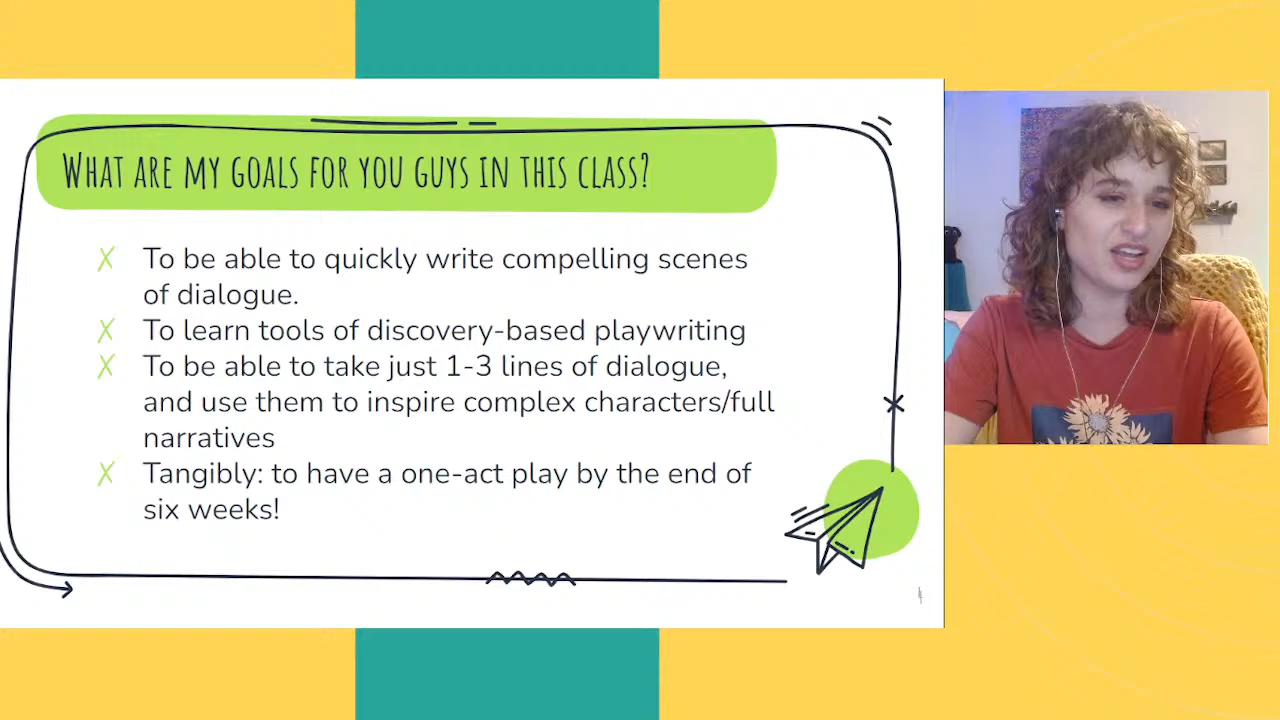 What are my goals for you guys in this class?
To be able to quickly write compelling scenes
of dialogue.
To learn tools of discovery-based playwriting
To be able to take just 1-3 lines of dialogue,
and use them to inspire complex characters/full
narratives
Tangibly: to have a one-act play by the end of
six weeks!